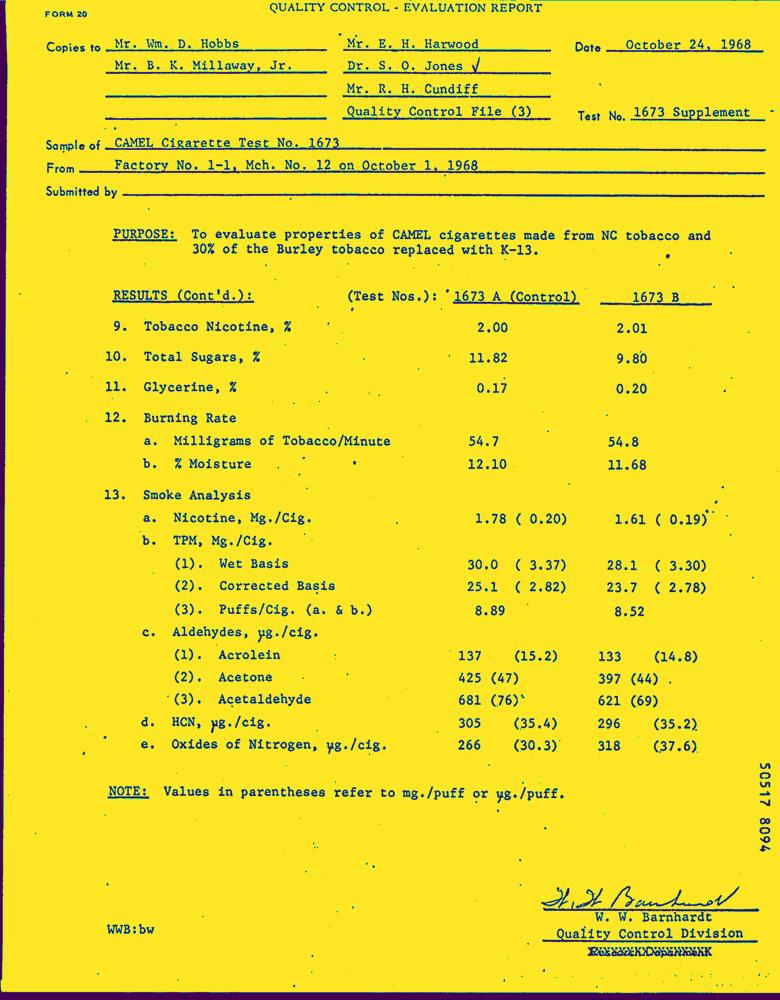 FORM 20
QUALITY CONTROL - EVALUATION REPORT
Copies to Mr. Wm. D. Hobbs Mr. E. H. Harwood Date October 24, 1968
Mr. B. K. Millaway, Jr. Dr. S. O. Jones ✓
Mr. R. H. Cundiff
Quality Control File (3) Test No. 1673 Supplement
Sample of CAMEL Cigarette Test No. 1673
From Factory No. 1-1, Mch. No. 12 on October 1, 1968
Submitted by
PURPOSE: To evaluate properties of CAMEL cigarettes made from NC tobacco and
30% of the Burley tobacco replaced with K-13.
RESULTS (Cont'd.): (Test Nos.): 1673 A (Control) 1673 B
9. Tobacco Nicotine, % 2.00 2.01
10. Total Sugars, % 11.82 9.80
11. Glycerine, % 0.17 0.20
12. Burning Rate
a. Milligrams of Tobacco/Minute 54.7 54.8
b. % Moisture 12.10 11.68
13. Smoke Analysis
a. Nicotine, Mg./Cig. 1.78 ( 0.20) 1.61 ( 0.19)
b. TPM, Mg./Cig.
(1). Wet Basis 30.0 ( 3.37) 28.1 ( 3.30)
(2). Corrected Basis 25.1 ( 2.82) 23.7 ( 2.78)
(3). Puffs/Cig. (a. & b.) 8.89 8.52
c. Aldehydes, µg./cig.
(1). Acrolein 137 (15.2) 133 (14.8)
(2). Acetone 425 (47) 397 (44)
(3). Acetaldehyde 681 (76) 621 (69)
d. HCN, µg./cig. 305 (35.4) 296 (35.2)
e. Oxides of Nitrogen, µg./cig. 266 (30.3) 318 (37.6)
NOTE: Values in parentheses refer to mg./puff or µg./puff.
50517 8094
W. W. Barnhardt
WWB:bw Quality Control Division